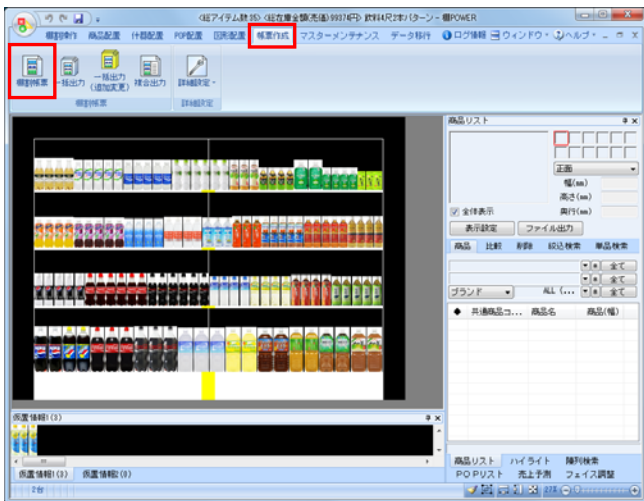 <総アイテム数:35> <総在庫金額(売価):99374円> 飲料4尺2本パターン - 棚POWER
棚割操作 商品配置 什器配置 POP配置 図形配置 帳票作成 マスターメンテナンス データ移行 ログ情報 ウィンドウ ヘルプ
棚割帳票 一括出力 一括出力(追加変更) 複合出力 詳細設定
棚割帳票 詳細設定
商品リスト
正面
幅(mm)
高さ(mm)
全体表示 奥行(mm)
表示設定 ファイル出力
商品 比較 削除 絞込検索 単品検索
全て
全て
ブランド ALL (... 全て
◆ 共通商品コ... 商品名 商品(幅)
仮置情報1(3)
仮置情報1(3) 仮置情報2(0)
商品リスト ハイライト 陳列検索
POPリスト 売上予測 フェイス調整
2台 27%